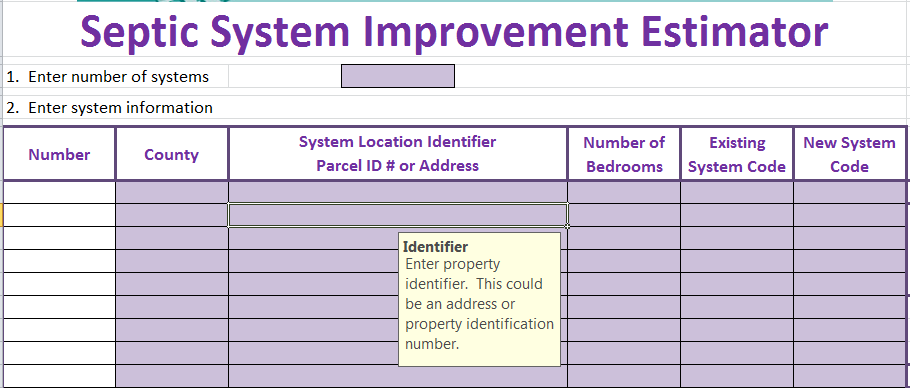 Septic System Improvement Estimator
1. Enter number of systems
2. Enter system information
Number
County
System Location Identifier
Parcel ID # or Address
Number of
Bedrooms
Existing
System Code
New System
Code
Identifier
Enter property
identifier. This could
be an address or
property identification
number.